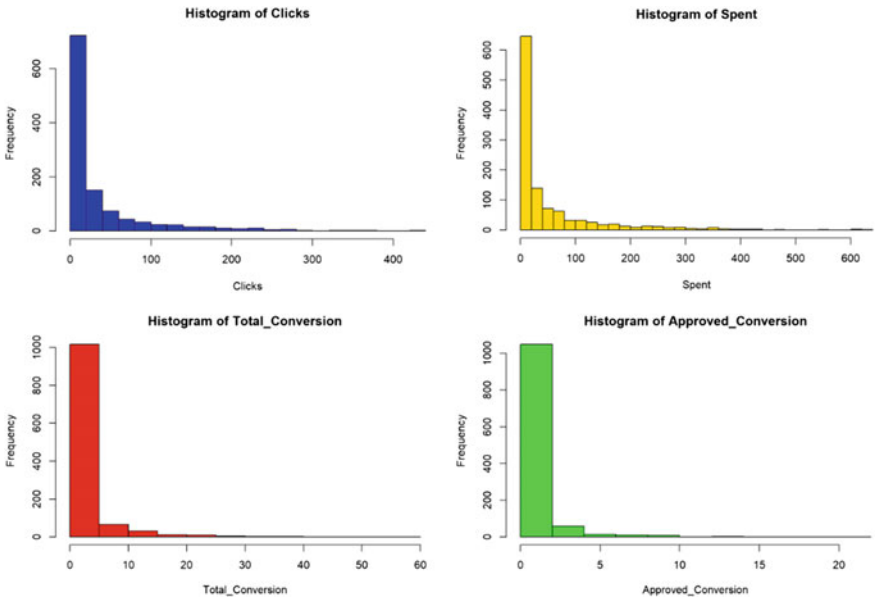 Histogram of Clicks
Frequency
0
200
400
600
0 100 200 300 400
Clicks
Histogram of Spent
Frequency
0
100
200
300
400
500
600
0 100 200 300 400 500 600
Spent
Histogram of Total_Conversion
Frequency
0
200
400
600
800
1000
0 10 20 30 40 50 60
Total_Conversion
Histogram of Approved_Conversion
Frequency
0
200
400
600
800
1000
0 5 10 15 20
Approved_Conversion